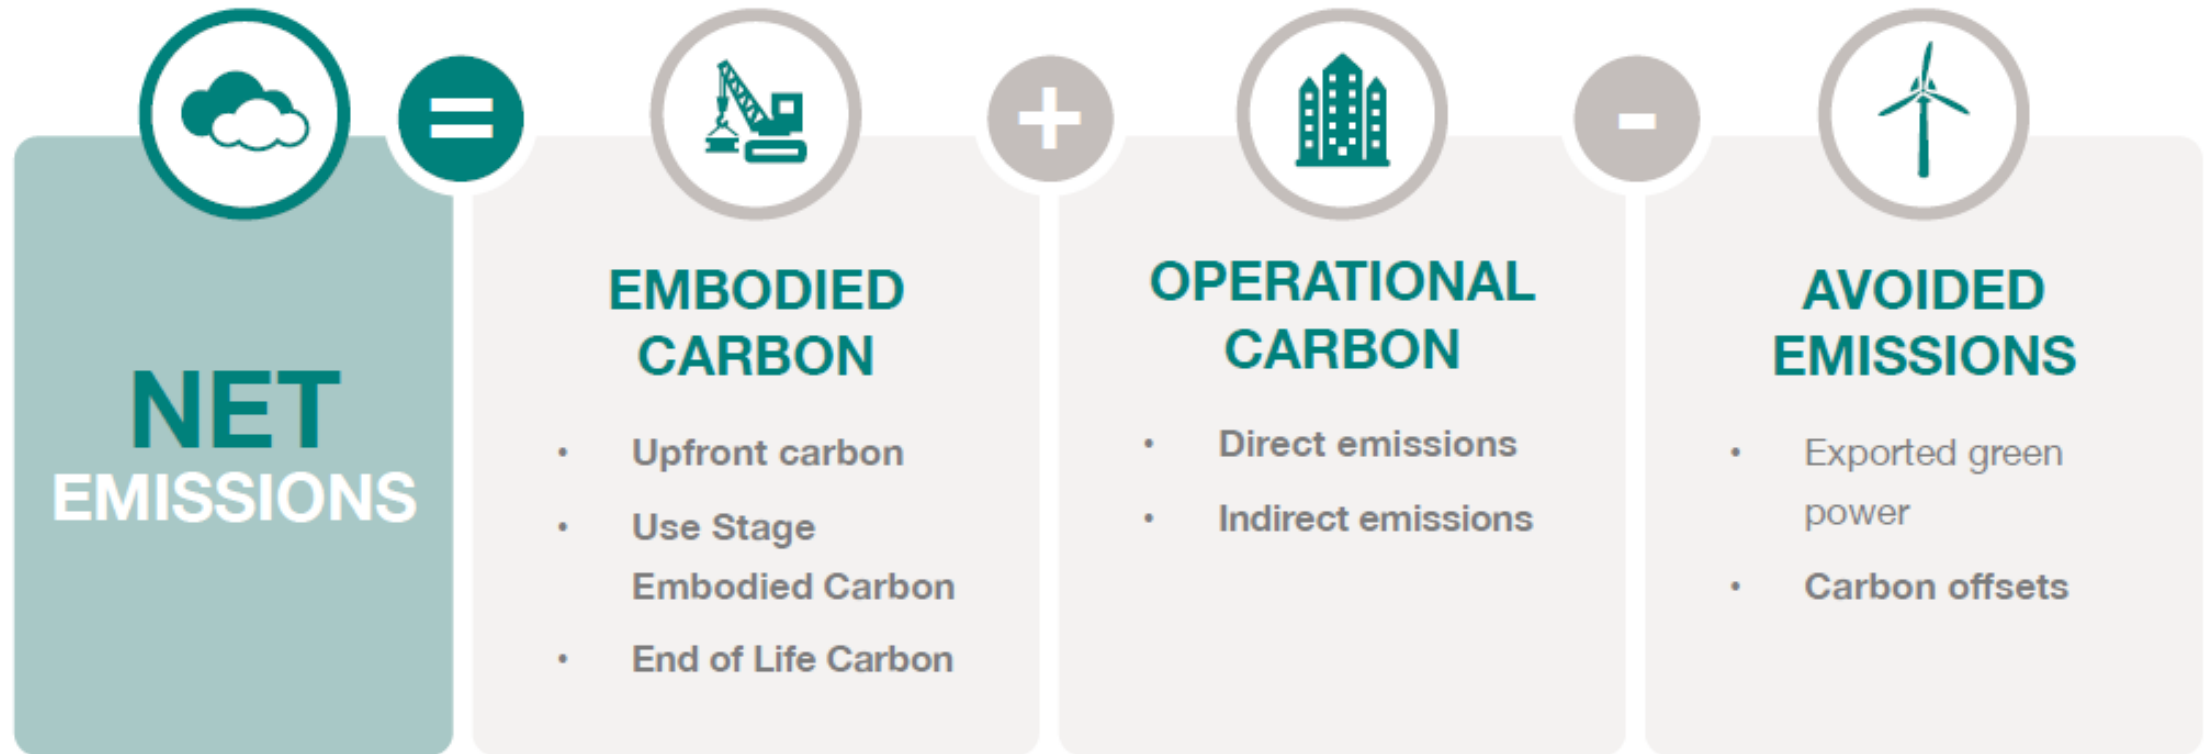 NET
EMISSIONS
=
EMBODIED
CARBON
• Upfront carbon
• Use Stage
Embodied Carbon
• End of Life Carbon
+
OPERATIONAL
CARBON
• Direct emissions
• Indirect emissions
-
AVOIDED
EMISSIONS
• Exported green
power
• Carbon offsets